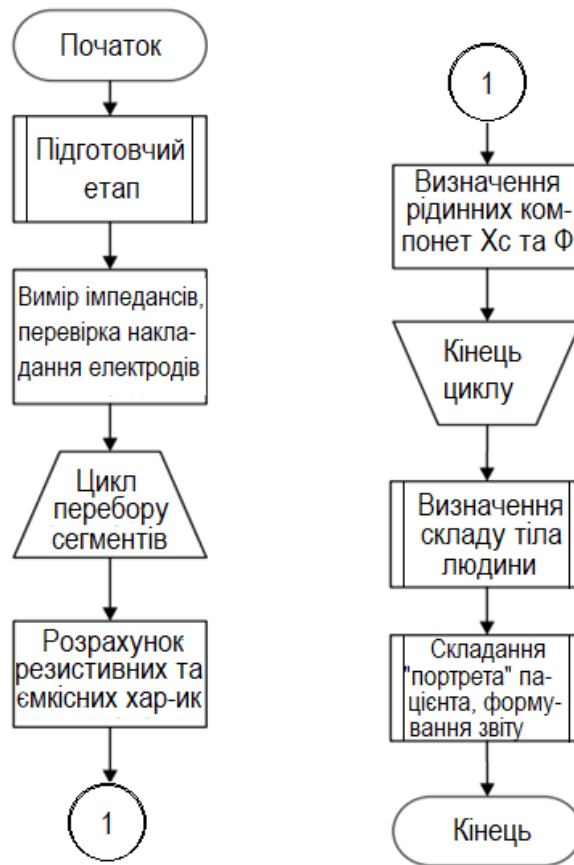 Початок
Підготовчий
етап
Вимір імпедансів,
перевірка накла-
дання електродів
Цикл
перебору
сегментів
Розрахунок
резистивних та
ємкісних хар-ик
1
1
Визначення
рідинних ком-
понет Хс та Ф
Кінець
циклу
Визначення
складу тіла
людини
Складання
"портрета" па-
цієнта, форму-
вання звіту
Кінець